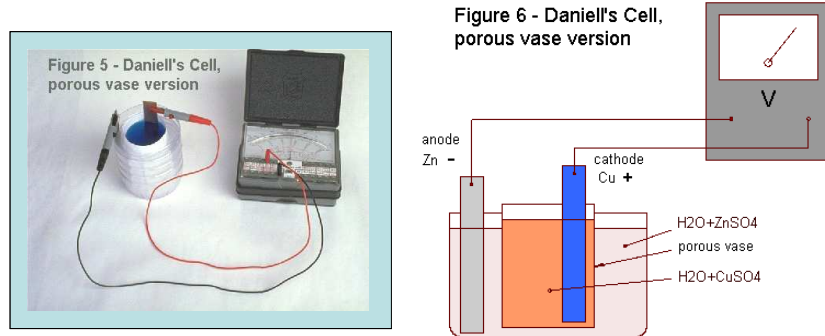 Figure 5 - Daniell's Cell,
porous vase version
Figure 6 - Daniell's Cell,
porous vase version
V
anode
Zn -
cathode
Cu +
H2O+ZnSO4
porous vase
H2O+CuSO4